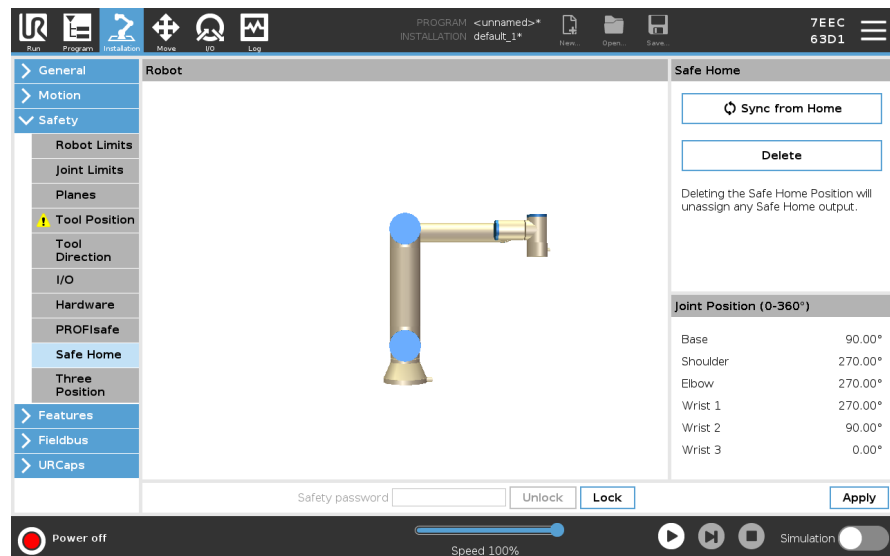 UR
PROGRAM <unnamed>*
INSTALLATION default_1*
Run
Program
Installation
Move
I/O
Log
New...
Open...
Save...
7EEC
63D1
General
Motion
Safety
Robot Limits
Joint Limits
Planes
Tool Position
Tool
Direction
I/O
Hardware
PROFIsafe
Safe Home
Three
Position
Features
Fieldbus
URCaps
Robot
Safe Home
Sync from Home
Delete
Deleting the Safe Home Position will
unassign any Safe Home output.
Joint Position (0-360°)
Base 90.00°
Shoulder 270.00°
Elbow 270.00°
Wrist 1 270.00°
Wrist 2 90.00°
Wrist 3 0.00°
Safety password Unlock Lock Apply
Power off
Speed 100%
Simulation